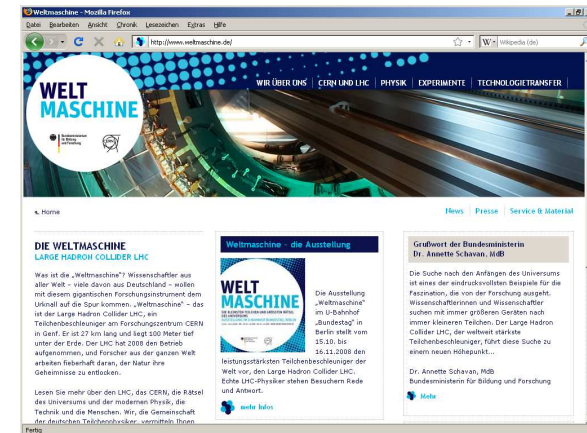 Weltmaschine - Mozilla Firefox
Datei Bearbeiten Ansicht Chronik Lesezeichen Extras Hilfe
http://www.weltmaschine.de/
Wikipedia (de)
WELT
MASCHINE
Bundesministerium
für Bildung
und Forschung
WIR ÜBER UNS CERN UND LHC PHYSIK EXPERIMENTE TECHNOLOGIETRANSFER
Home
News Presse Service & Material
DIE WELTMASCHINE
LARGE HADRON COLLIDER LHC
Was ist die „Weltmaschine“? Wissenschaftler aus
aller Welt – viele davon aus Deutschland – wollen
mit diesem gigantischen Forschungsinstrument dem
Urknall auf die Spur kommen. „Weltmaschine“ – das
ist der Large Hadron Collider LHC, ein
Teilchenbeschleuniger am Forschungszentrum CERN
in Genf. Er ist 27 km lang und liegt 100 Meter tief
unter der Erde. Der LHC hat 2008 den Betrieb
aufgenommen, und Forscher aus der ganzen Welt
arbeiten fieberhaft daran, der Natur ihre
Geheimnisse zu entlocken.
Lesen Sie mehr über den LHC, das CERN, die Rätsel
des Universums und der modernen Physik, die
Technik und die Menschen. Wir, die Gemeinschaft
der deutschen Teilchenphysiker, vermitteln Ihnen
Weltmaschine – die Ausstellung
WELT
MASCHINE
DIE KLEINSTEN TEILCHEN UND GRÖSSTEN RÄTSEL
DES UNIVERSUMS
Die Ausstellung
„Weltmaschine“
im U-Bahnhof
„Bundestag“ in
Berlin stellt vom
15.10. bis
16.11.2008 den
leistungsstärksten Teilchenbeschleuniger der
Welt vor, den Large Hadron Collider LHC.
Echte LHC-Physiker stehen Besuchern Rede
und Antwort.
mehr Infos
Grußwort der Bundesministerin
Dr. Annette Schavan, MdB
Die Suche nach den Anfängen des Universums
ist eines der eindrucksvollsten Beispiele für die
Faszination, die von der Forschung ausgeht.
Wissenschaftlerinnen und Wissenschaftler
suchen mit immer größeren Geräten nach
immer kleineren Teilchen. Der Large Hadron
Collider LHC, der weltweit stärkste
Teilchenbeschleuniger, führt diese Suche zu
einem neuen Höhepunkt...
Dr. Annette Schavan, MdB
Bundesministerin für Bildung und Forschung
Mehr
Fertig